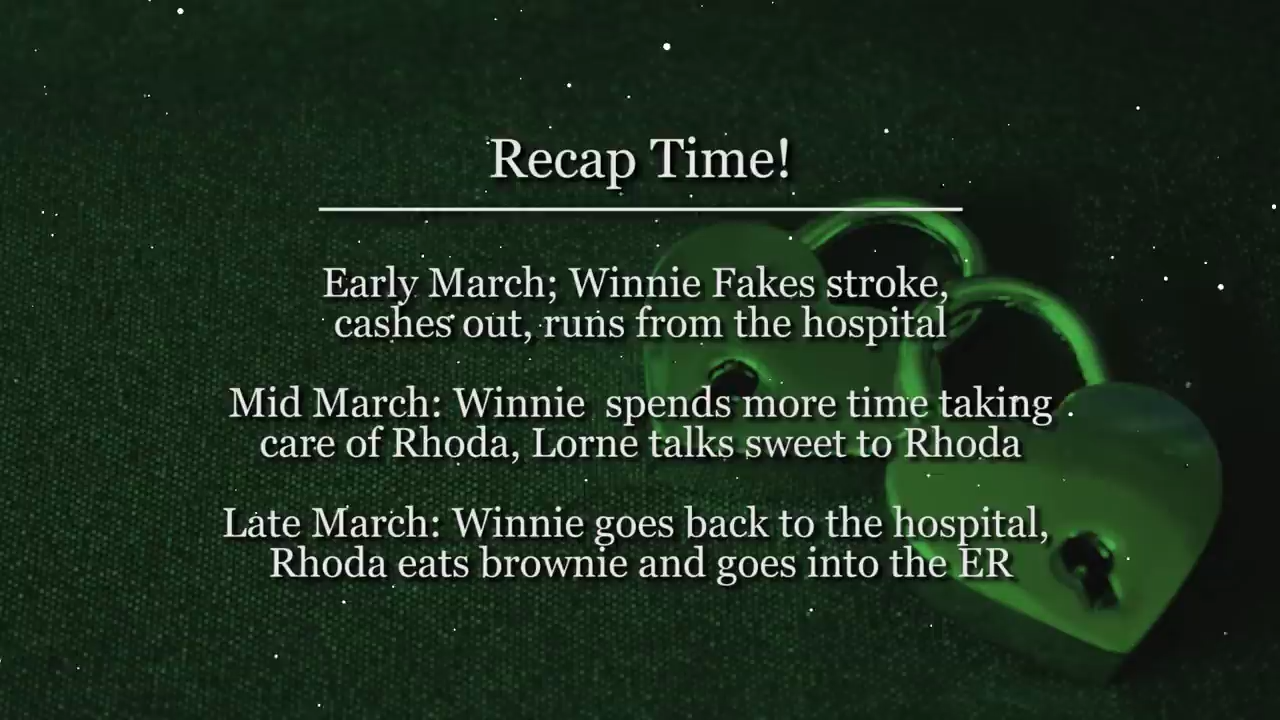 Recap Time!
Early March; Winnie Fakes stroke,
cashes out, runs from the hospital
Mid March: Winnie  spends more time taking
care of Rhoda, Lorne talks sweet to Rhoda
Late March: Winnie goes back to the hospital,
Rhoda eats brownie and goes into the ER